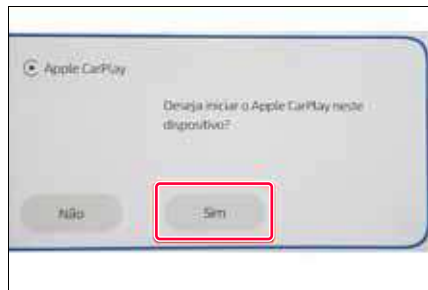 Apple CarPlay
Deseja iniciar o Apple CarPlay neste
dispositivo?
Não
Sim